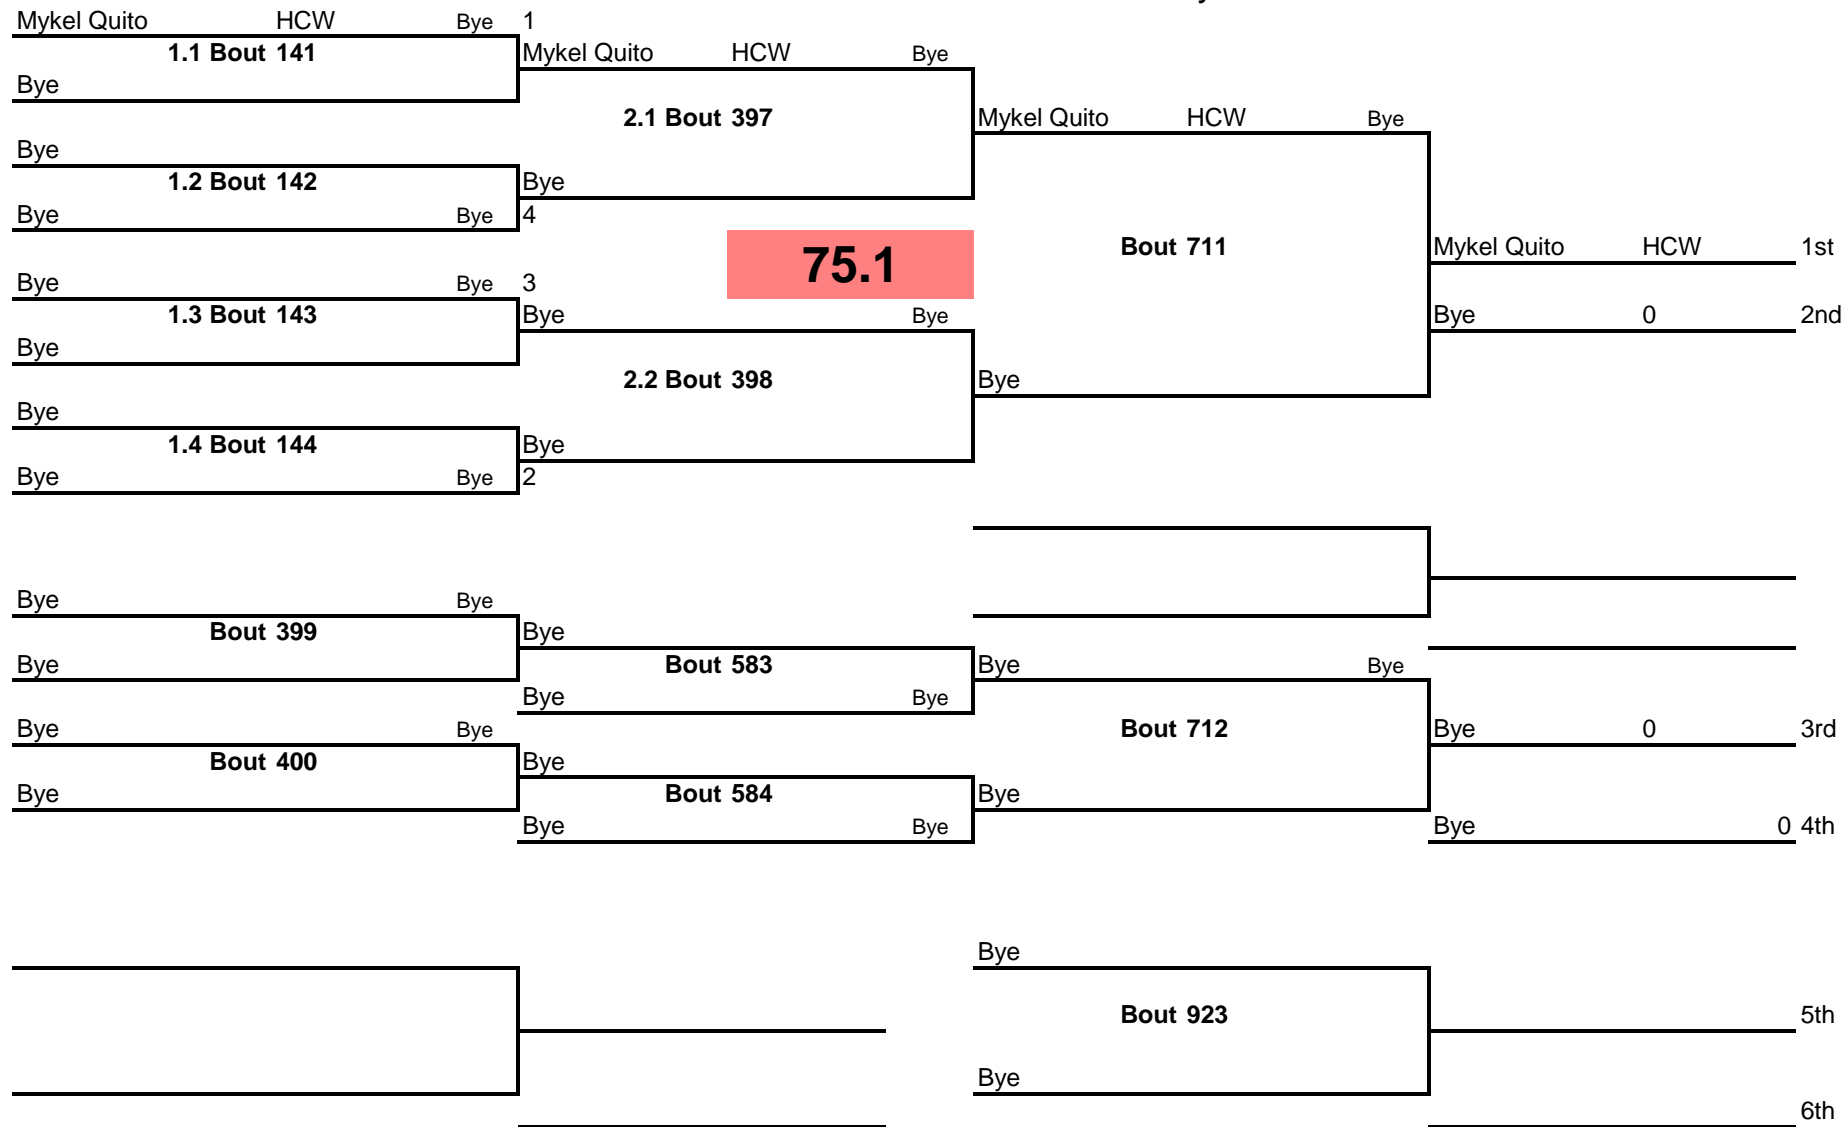 Mykel Quito HCW Bye 1
1.1 Bout 141
Mykel Quito HCW Bye
Bye
2.1 Bout 397
Mykel Quito HCW Bye
Bye
1.2 Bout 142
Bye
Bye Bye 4
75.1
Bout 711
Mykel Quito HCW 1st
Bye Bye 3
1.3 Bout 143
Bye Bye
Bye 0 2nd
Bye
2.2 Bout 398
Bye
Bye
1.4 Bout 144
Bye
Bye Bye 2
Bye Bye
Bout 399
Bye
Bye
Bout 583
Bye Bye
Bye Bye
Bye Bye
Bout 712
Bye 0 3rd
Bout 400
Bye
Bye
Bout 584
Bye
Bye Bye
Bye 0 4th
Bye
Bout 923
5th
Bye
6th